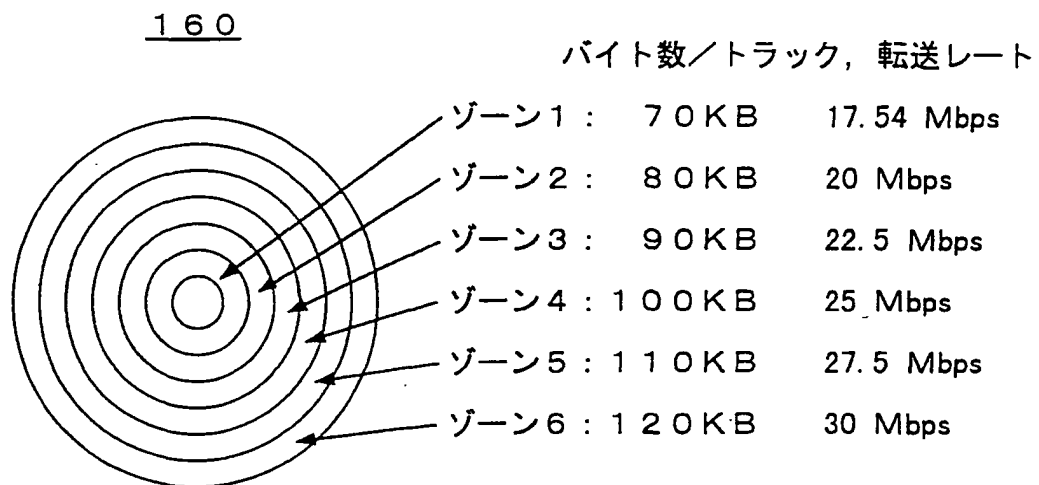 １６０
バイト数／トラック，転送レート
ゾーン１：　７０ＫＢ　17.54 Mbps
ゾーン２：　８０ＫＢ　20 Mbps
ゾーン３：　９０ＫＢ　22.5 Mbps
ゾーン４：１００ＫＢ　25 Mbps
ゾーン５：１１０ＫＢ　27.5 Mbps
ゾーン６：１２０ＫＢ　30 Mbps